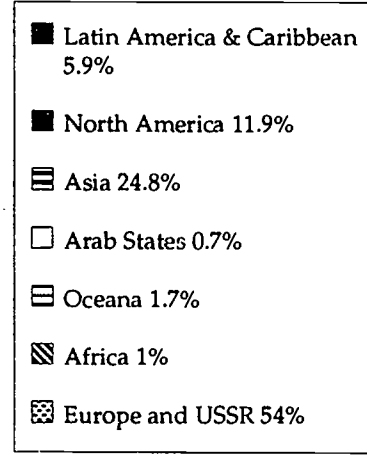 Latin America & Caribbean
5.9%
North America 11.9%
Asia 24.8%
Arab States 0.7%
Oceana 1.7%
Africa 1%
Europe and USSR 54%